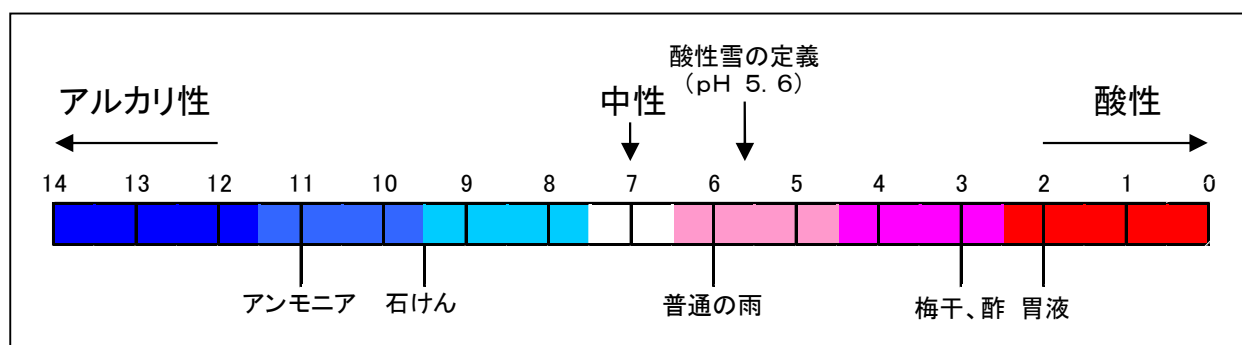 酸性雪の定義
（pH 5.6）
アルカリ性 中性 酸性
14 13 12 11 10 9 8 7 6 5 4 3 2 1 0
アンモニア 石けん 普通の雨 梅干、酢 胃液